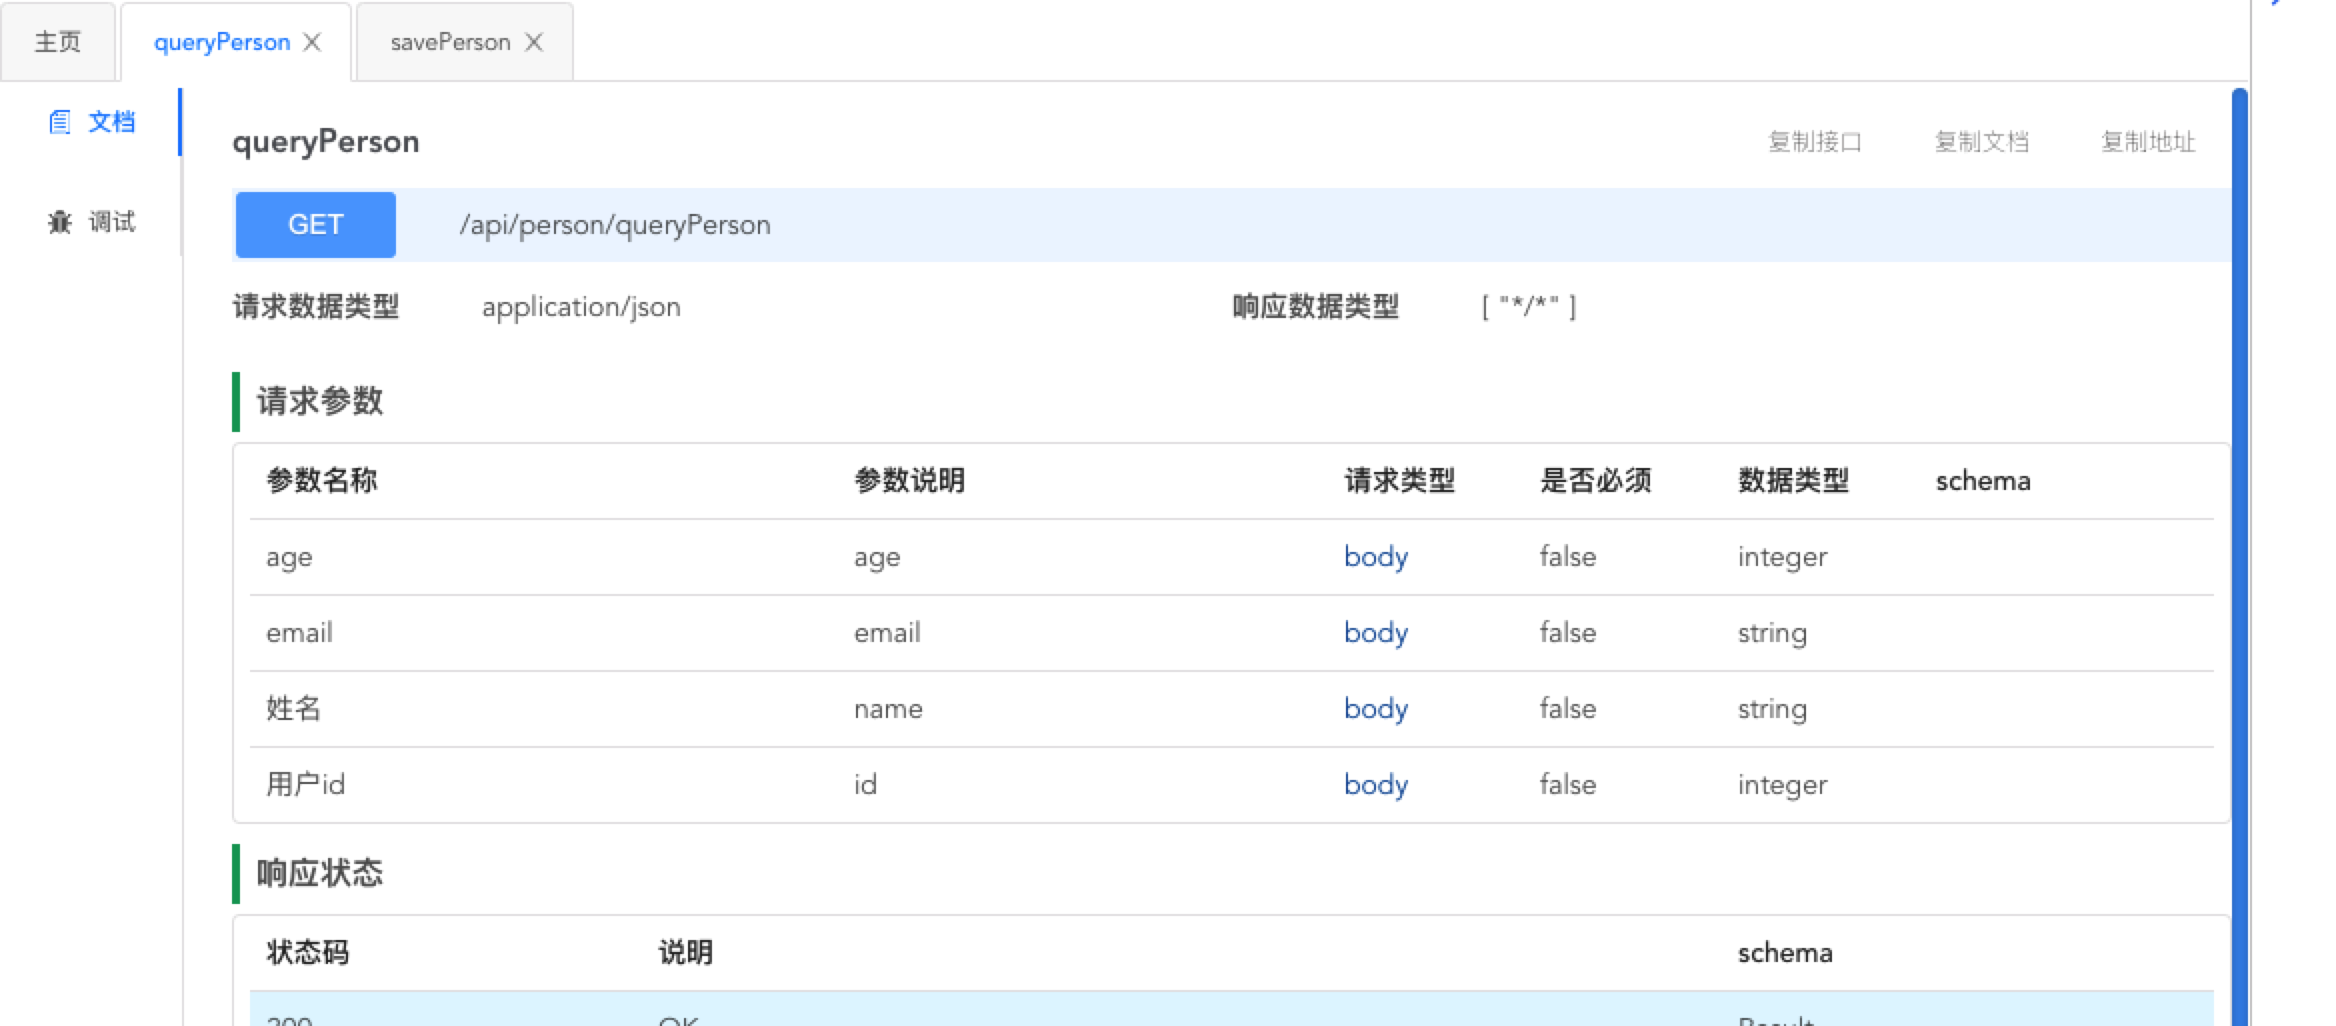 主页 queryPerson savePerson
文档
调试
queryPerson 复制接口 复制文档 复制地址
GET /api/person/queryPerson
请求数据类型 application/json 响应数据类型 [ "*/*" ]
请求参数
参数名称 参数说明 请求类型 是否必须 数据类型 schema
age age body false integer
email email body false string
姓名 name body false string
用户id id body false integer
响应状态
状态码 说明 schema
200 OK Result